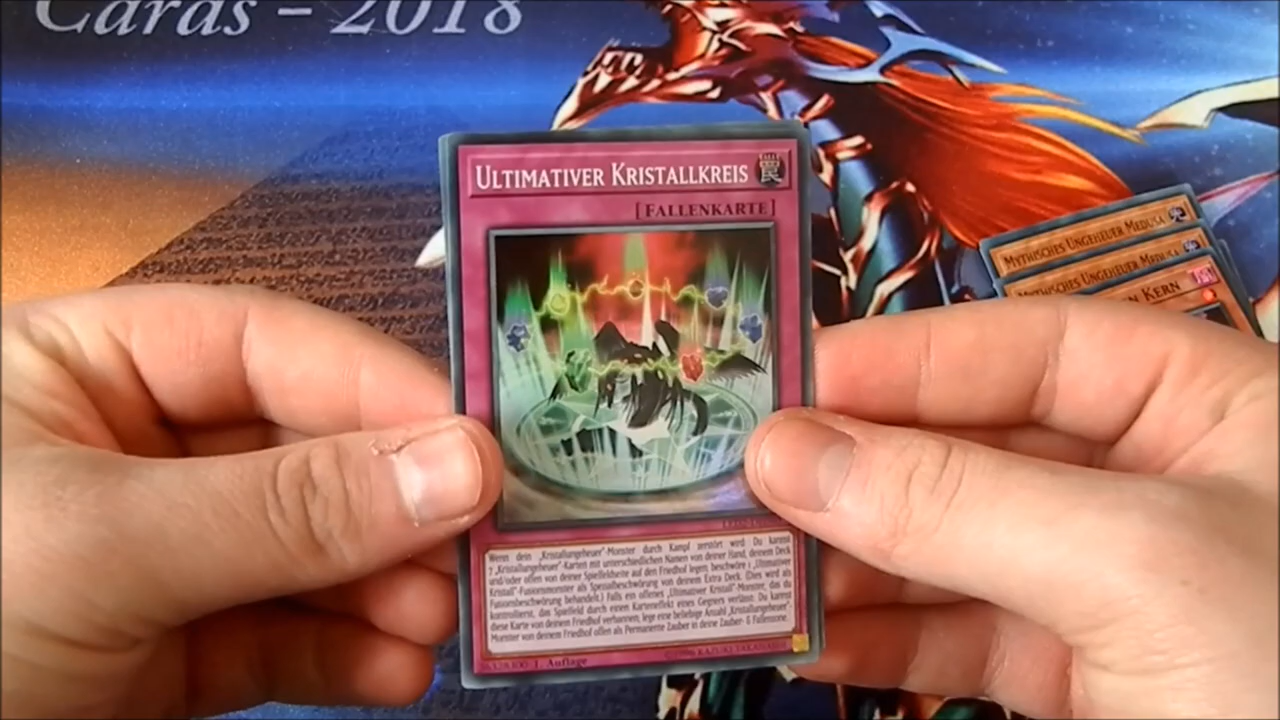 Cards - 2018
ULTIMATIVER KRISTALLKREIS
[FALLENKARTE]
MYTHISCHES UNGEHEUER MEDUSA
MYTHISCHES UNGEHEUER MEDUSA
KERN
Wenn dein „Kristallungeheuer"-Monster durch Kampf zerstört wird: Du kannst
7 „Kristallungeheuer"-Karten mit unterschiedlichen Namen von deiner Hand, deinem Deck
und/oder offen von deiner Spielfeldseite auf den Friedhof legen; beschwöre 1 „Ultimativer
Kristall"-Fusionsmonster als Spezialbeschwörung von deinem Extra Deck. (Dies wird als
Fusionsbeschwörung behandelt.) Falls ein offenes „Ultimativer Kristall"-Monster, das du
kontrollierst, das Spielfeld durch einen Karteneffekt eines Gegners verlässt: Du kannst
diese Karte von deinem Friedhof verbannen; lege eine beliebige Anzahl „Kristallungeheuer"-
Monster von deinem Friedhof offen als Permanente Zauber in deine Zauber- & Fallenzone.
1. Auflage
©1996 KAZUKI TAKAHASHI